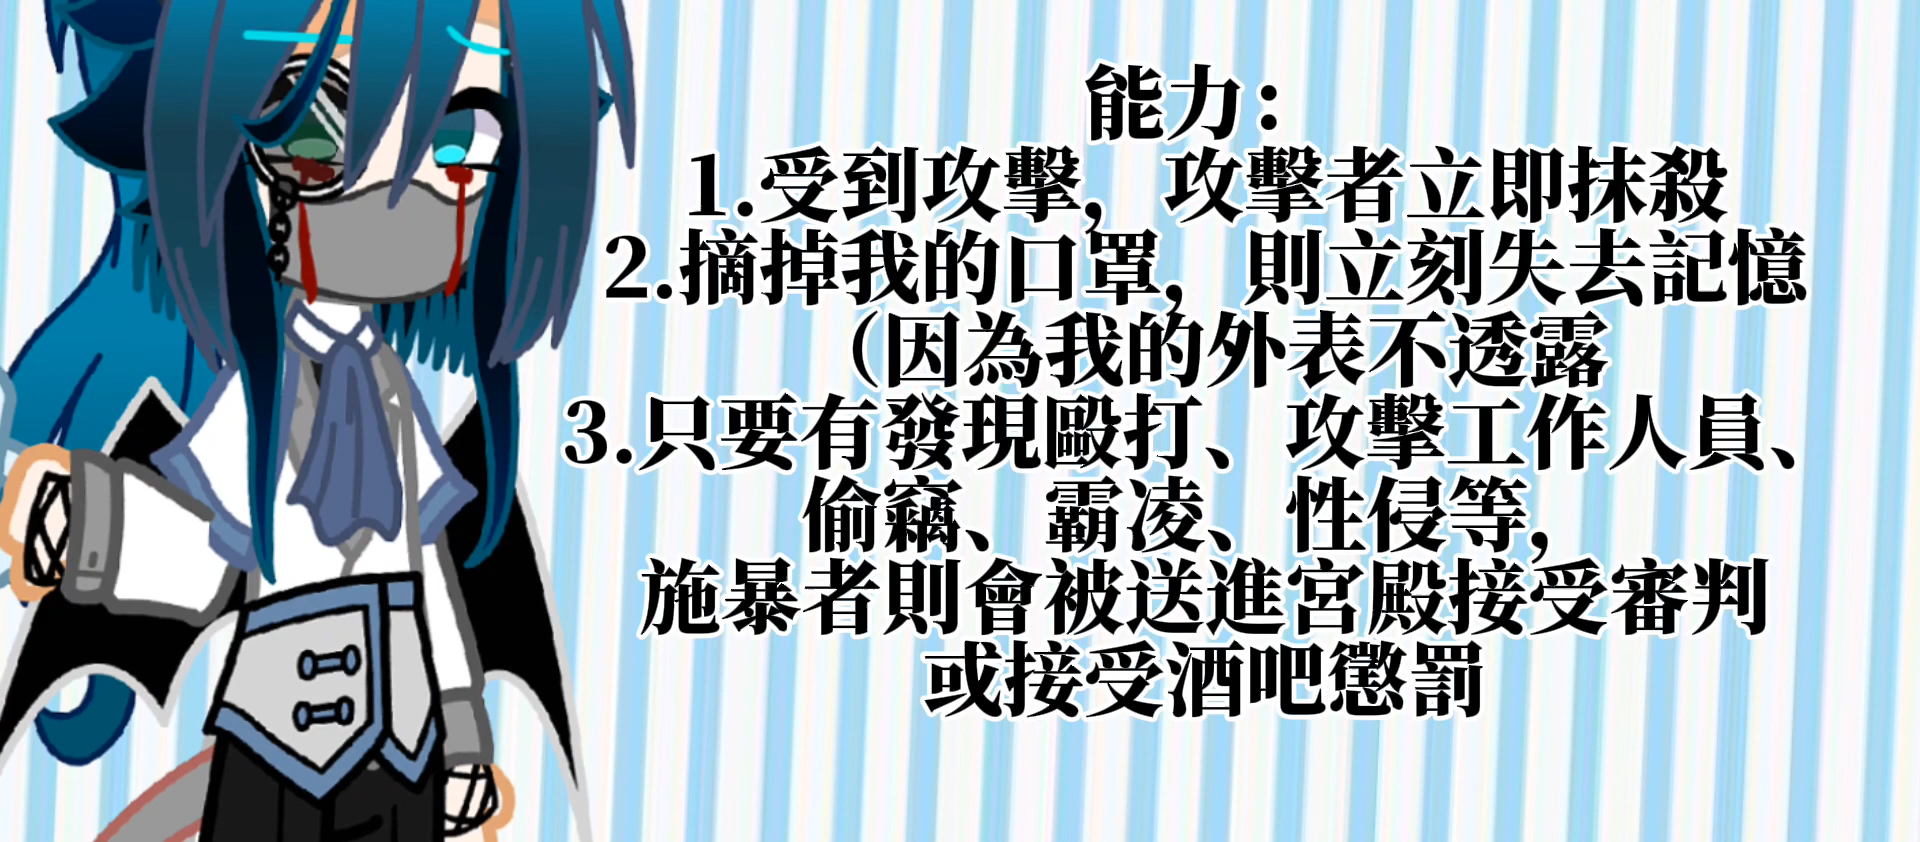 能力：
1.受到攻擊，攻擊者立即抹殺
2.摘掉我的口罩，則立刻失去記憶
（因為我的外表不透露
3.只要有發現毆打、攻擊工作人員、
偷竊、霸凌、性侵等，
施暴者則會被送進宮殿接受審判
或接受酒吧懲罰